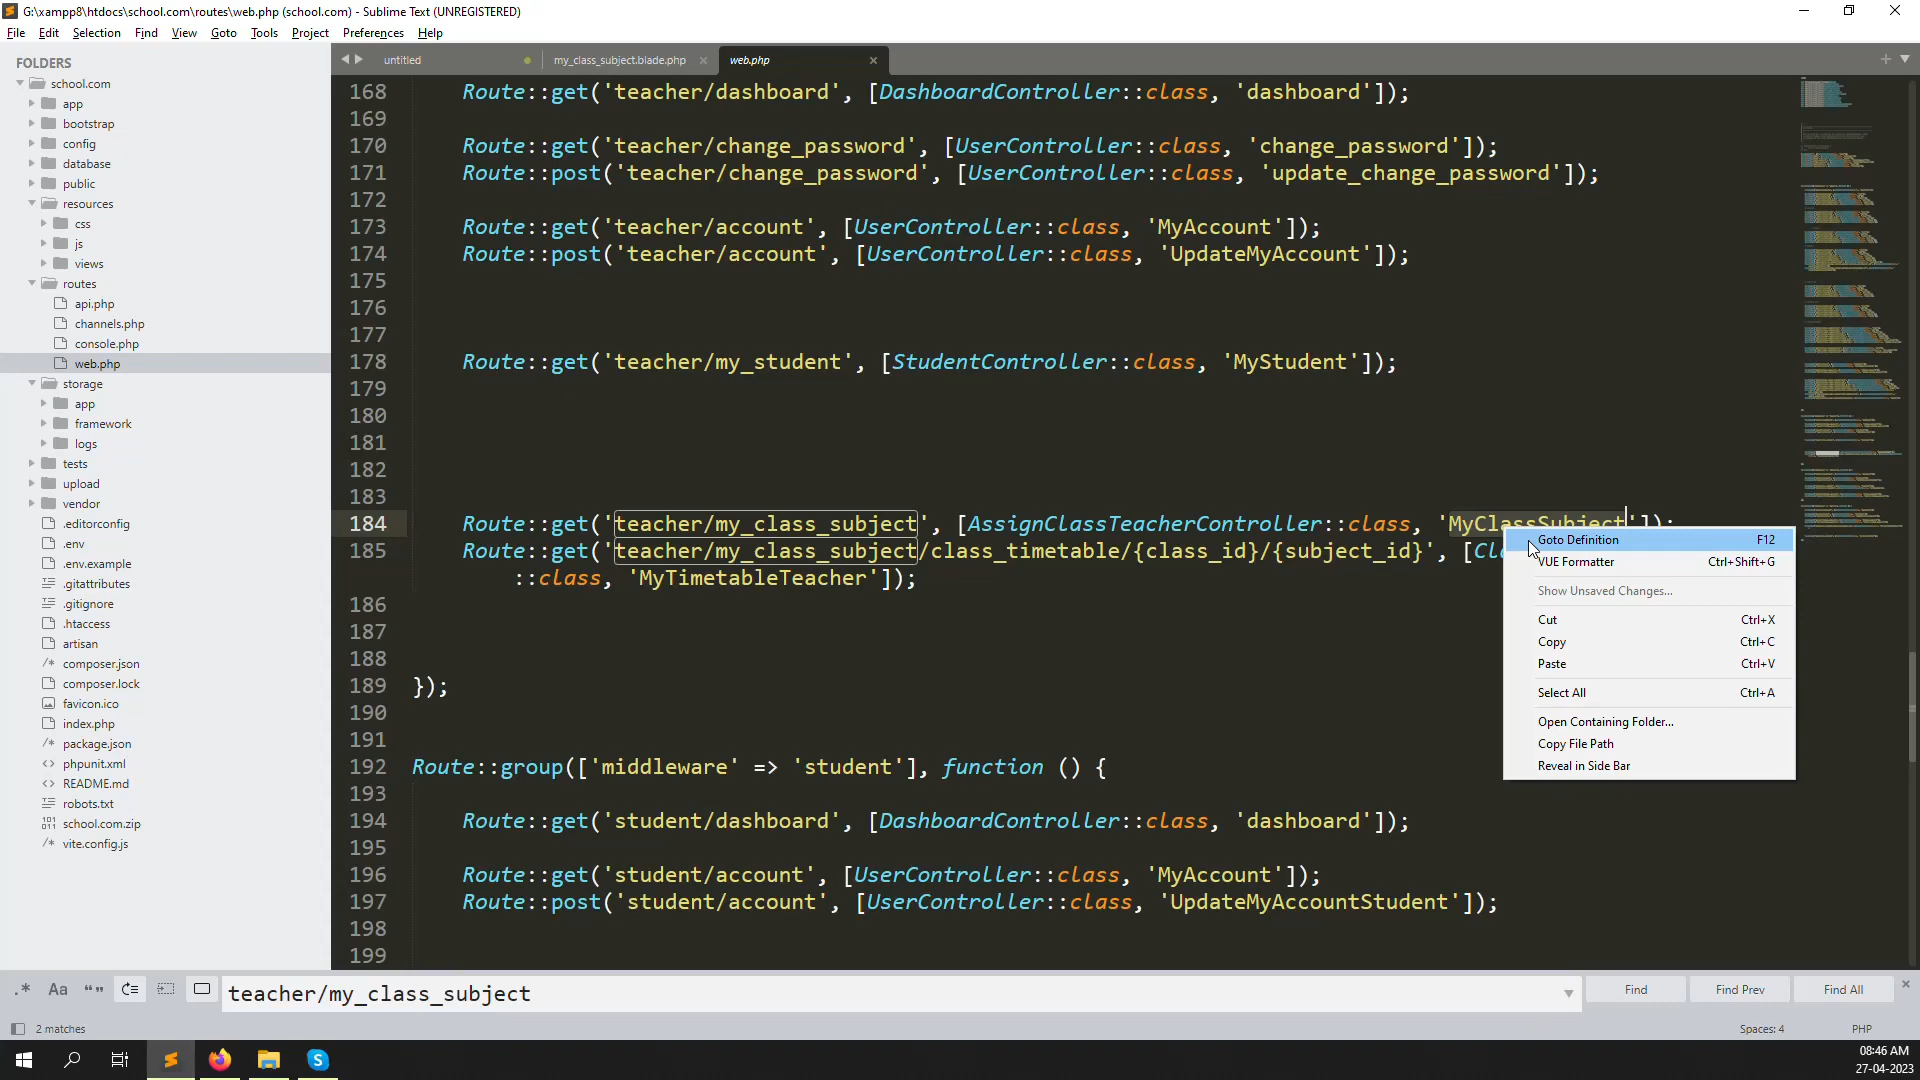 G:\xampp8\htdocs\school.com\routes\web.php (school.com) - Sublime Text (UNREGISTERED)
File Edit Selection Find View Goto Tools Project Preferences Help
FOLDERS
school.com
app
bootstrap
config
database
public
resources
css
js
views
routes
api.php
channels.php
console.php
web.php
storage
app
framework
logs
tests
upload
vendor
.editorconfig
.env
.env.example
.gitattributes
.gitignore
.htaccess
artisan
composer.json
composer.lock
favicon.ico
index.php
package.json
phpunit.xml
README.md
robots.txt
school.com.zip
vite.config.js
untitled my_class_subject.blade.php web.php
168 Route::get('teacher/dashboard', [DashboardController::class, 'dashboard']);
169
170 Route::get('teacher/change_password', [UserController::class, 'change_password']);
171 Route::post('teacher/change_password', [UserController::class, 'update_change_password']);
172
173 Route::get('teacher/account', [UserController::class, 'MyAccount']);
174 Route::post('teacher/account', [UserController::class, 'UpdateMyAccount']);
175
176
177
178 Route::get('teacher/my_student', [StudentController::class, 'MyStudent']);
179
180
181
182
183
184 Route::get('teacher/my_class_subject', [AssignClassTeacherController::class, 'MyClassSubject']);
185 Route::get('teacher/my_class_subject/class_timetable/{class_id}/{subject_id}', [Cl
::class, 'MyTimetableTeacher']);
186
187
188
189 });
190
191
192 Route::group(['middleware' => 'student'], function () {
193
194 Route::get('student/dashboard', [DashboardController::class, 'dashboard']);
195
196 Route::get('student/account', [UserController::class, 'MyAccount']);
197 Route::post('student/account', [UserController::class, 'UpdateMyAccountStudent']);
198
199
Goto Definition F12
VUE Formatter Ctrl+Shift+G
Show Unsaved Changes...
Cut Ctrl+X
Copy Ctrl+C
Paste Ctrl+V
Select All Ctrl+A
Open Containing Folder...
Copy File Path
Reveal in Side Bar
.* Aa “” teacher/my_class_subject Find Find Prev Find All
2 matches Spaces: 4 PHP
08:46 AM
27-04-2023